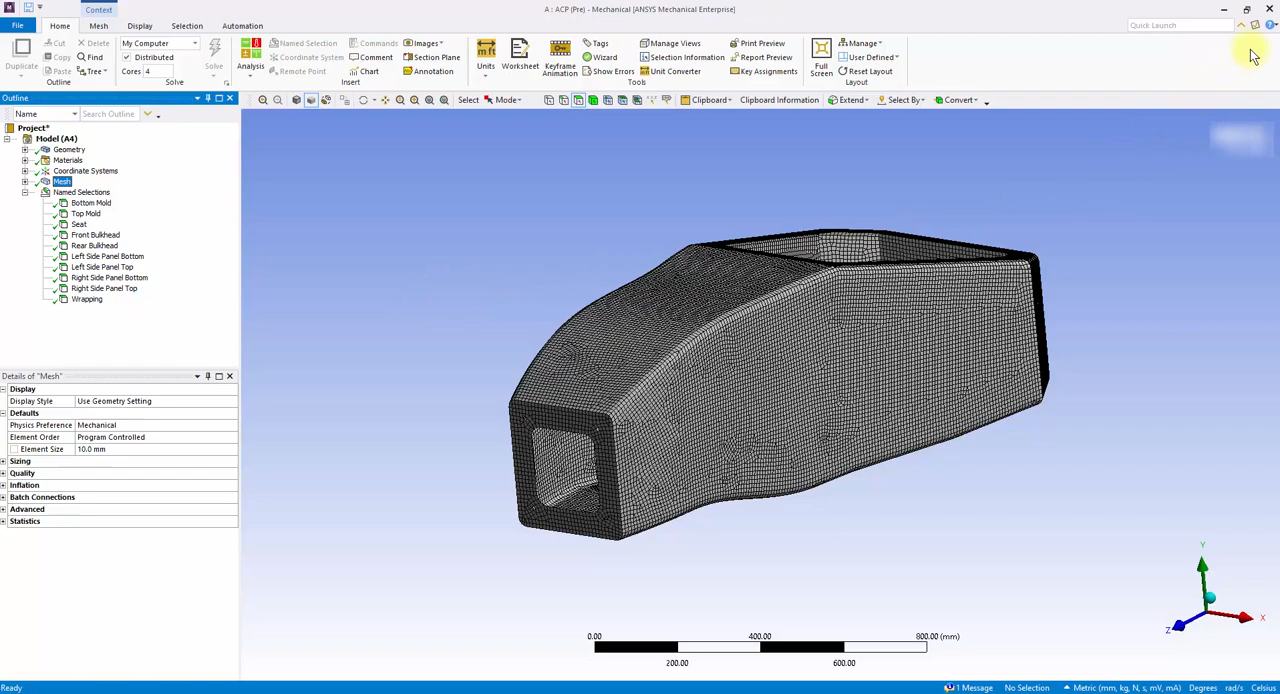 Context
A : ACP (Pre) - Mechanical [ANSYS Mechanical Enterprise]
File Home Mesh Display Selection Automation
Quick Launch
Duplicate
Cut
Copy
Paste
Delete
Find
Tree
Outline
My Computer
Distributed
Cores 4
Solve
Solve
Analysis
Named Selection
Coordinate System
Remote Point
Commands
Comment
Chart
Images
Section Plane
Annotation
Insert
Units
Worksheet
Keyframe
Animation
Tags
Wizard
Show Errors
Manage Views
Selection Information
Unit Converter
Print Preview
Report Preview
Key Assignments
Tools
Full
Screen
Manage
User Defined
Reset Layout
Layout
Outline
Name Search Outline
Select Mode Clipboard Clipboard Information Extend Select By Convert
Project*
Model (A4)
Geometry
Materials
Coordinate Systems
Mesh
Named Selections
Bottom Mold
Top Mold
Seat
Front Bulkhead
Rear Bulkhead
Left Side Panel Bottom
Left Side Panel Top
Right Side Panel Bottom
Right Side Panel Top
Wrapping
Details of "Mesh"
Display
Display Style Use Geometry Setting
Defaults
Physics Preference Mechanical
Element Order Program Controlled
Element Size 10.0 mm
Sizing
Quality
Inflation
Batch Connections
Advanced
Statistics
Y
X
Z
0.00 400.00 800.00 (mm)
200.00 600.00
Ready 1 Message No Selection Metric (mm, kg, N, s, mV, mA) Degrees rad/s Celsius